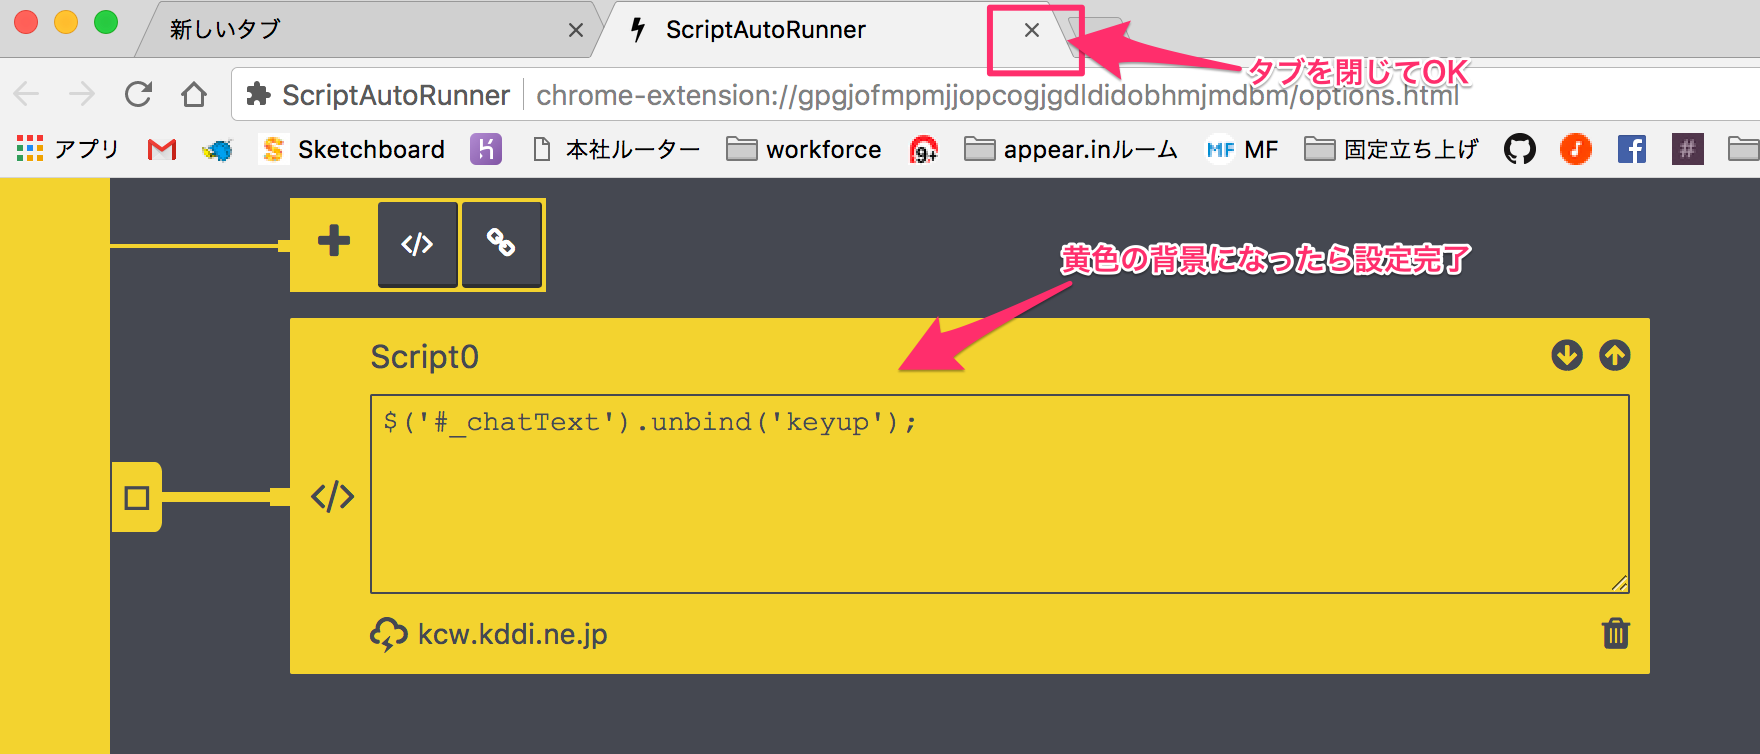 新しいタブ
ScriptAutoRunner
タブを閉じてOK
ScriptAutoRunner
chrome-extension://gpgjofmpmjjopcogjgdldidobhmjmdbm/options.html
アプリ
Sketchboard
本社ルーター
workforce
9+
appear.inルーム
MF MF
固定立ち上げ
#
黄色の背景になったら設定完了
Script0
$('#_chatText').unbind('keyup');
kcw.kddi.ne.jp